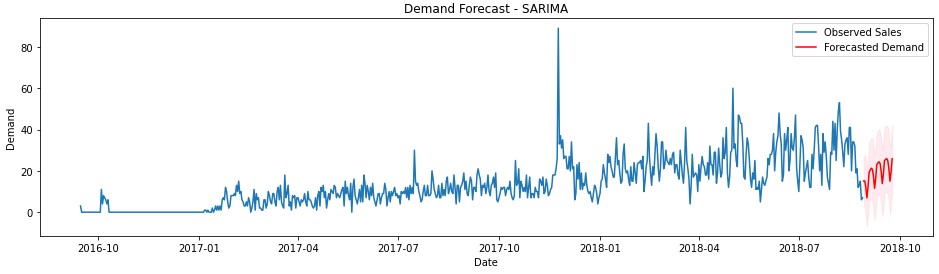 Demand Forecast - SARIMA
Observed Sales
Forecasted Demand
80
60
40
20
0
Demand
2016-10 2017-01 2017-04 2017-07 2017-10 2018-01 2018-04 2018-07 2018-10
Date